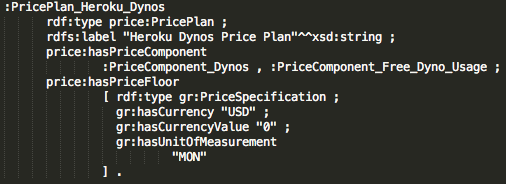 :PricePlan_Heroku_Dynos
rdf:type price:PricePlan ;
rdfs:label "Heroku Dynos Price Plan"^^xsd:string ;
price:hasPriceComponent
:PriceComponent_Dynos , :PriceComponent_Free_Dyno_Usage ;
price:hasPriceFloor
[ rdf:type gr:PriceSpecification ;
gr:hasCurrency "USD" ;
gr:hasCurrencyValue "0" ;
gr:hasUnitOfMeasurement
"MON"
] .